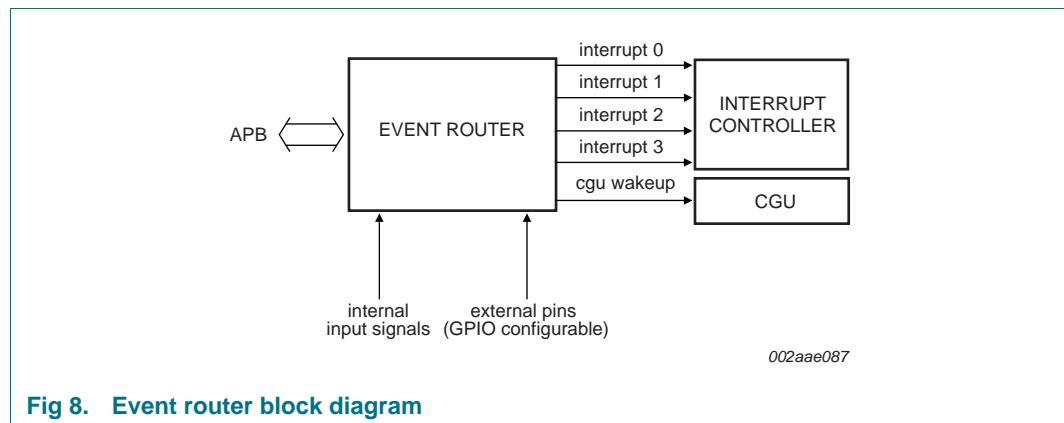 interrupt 0
interrupt 1
interrupt 2
interrupt 3
cgu wakeup
APB
EVENT ROUTER
INTERRUPT
CONTROLLER
CGU
internal
input signals
external pins
(GPIO configurable)
002aae087
Fig 8. Event router block diagram